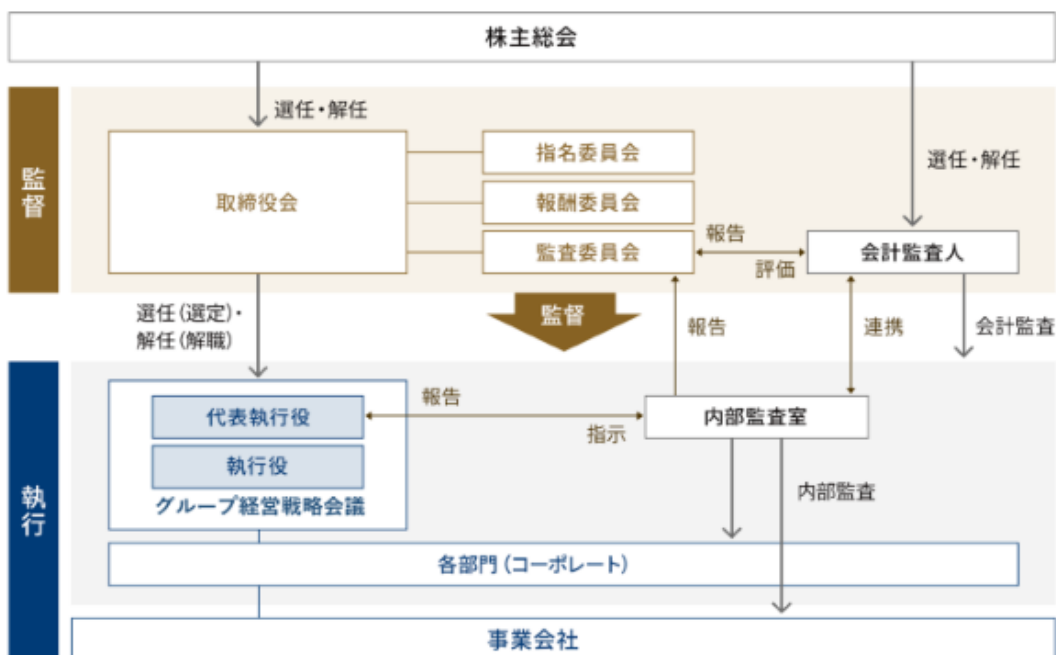 株主総会
選任・解任
選任・解任
監督
取締役会
指名委員会
報酬委員会
監査委員会
報告
評価
会計監査人
選任(選定)・
解任(解職)
監督
報告
連携
会計監査
執行
代表執行役
執行役
グループ経営戦略会議
報告
指示
内部監査室
内部監査
各部門(コーポレート)
事業会社